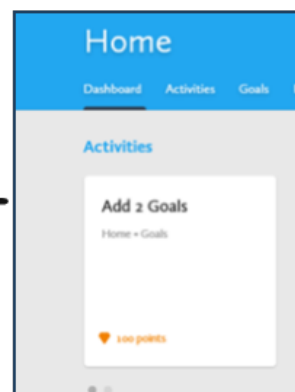 Home
Dashboard Activities Goals
Activities
Add 2 Goals
Home • Goals
100 points